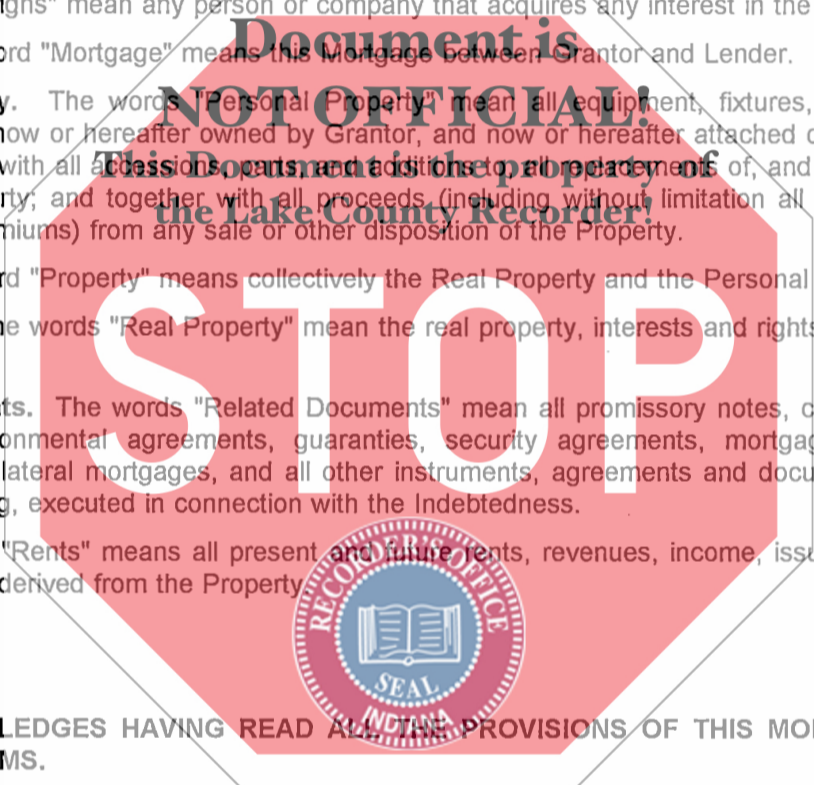 igns" mean any person or company that acquires any interest in the
ord "Mortgage" means this Mortgage between Grantor and Lender.
Document is
y. The words "Personal Property" mean all equipment, fixtures,
NOT OFFICIAL!
now or hereafter owned by Grantor, and now or hereafter attached o
with all accessions, parts, and additions to, all replacements of, and
This Document is the property of
rty; and together with all proceeds (including without limitation all
the Lake County Recorder!
miums) from any sale or other disposition of the Property.
rd "Property" means collectively the Real Property and the Personal
he words "Real Property" mean the real property, interests and rights
STOP
ts. The words "Related Documents" mean all promissory notes, c
onmental agreements, guaranties, security agreements, mortgag
lateral mortgages, and all other instruments, agreements and docu
g, executed in connection with the Indebtedness.
"Rents" means all present and future rents, revenues, income, issu
derived from the Property.
RECORDER'S OFFICE
SEAL
INDIANA
LEDGES HAVING READ ALL THE PROVISIONS OF THIS MO
MS.